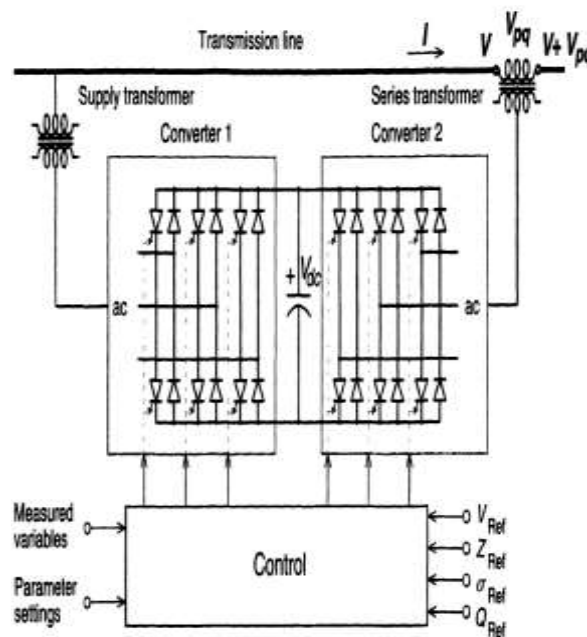 Transmission line
I
V
Vpq
V+ Vpq
Supply transformer
Series transformer
Converter 1
Converter 2
+ Vdc
ac
ac
Measured variables
Parameter settings
Control
VRef
ZRef
σRef
QRef